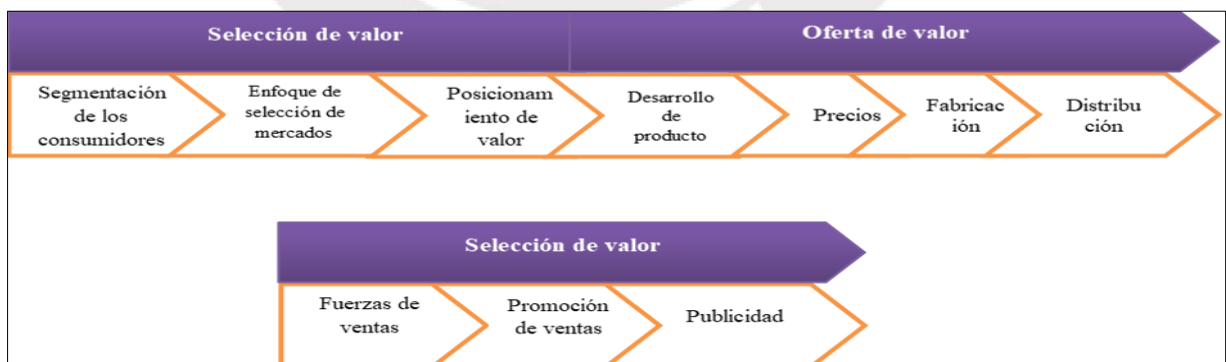 Selección de valor
Oferta de valor
Segmentación
de los
consumidores
Enfoque de
selección de
mercados
Posicionam
iento de
valor
Desarrollo
de
producto
Precios
Fabricac
ión
Distribu
ción
Selección de valor
Fuerzas de
ventas
Promoción
de ventas
Publicidad